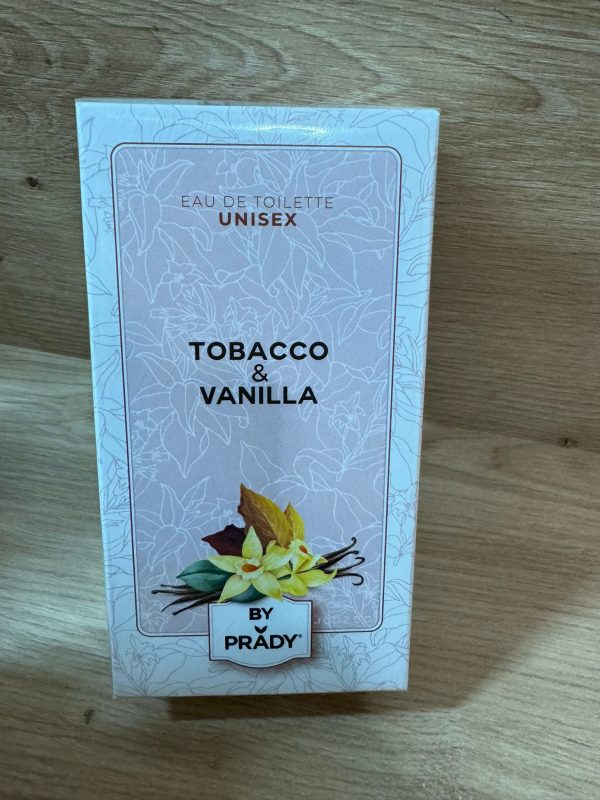 EAU DE TOILETTE
UNISEX
TOBACCO
&
VANILLA
BY
PRADY®